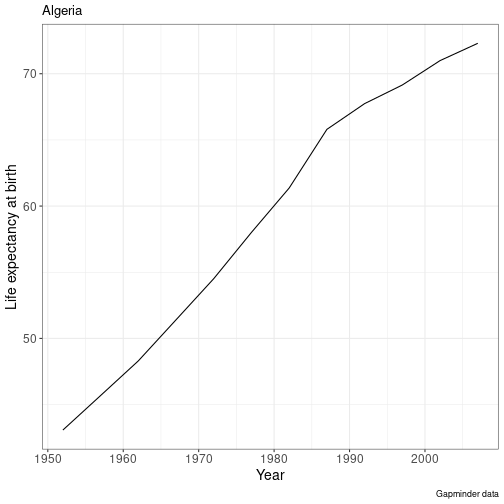 Algeria
70
60
50
Life expectancy at birth
1950 1960 1970 1980 1990 2000
Year
Gapminder data